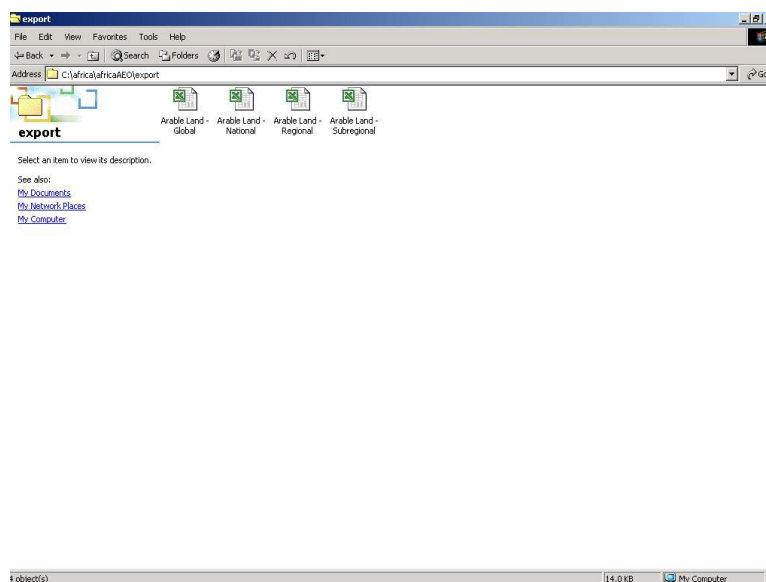 export
File Edit View Favorites Tools Help
Back Search Folders
Address C:\africa\africaAEO\export
Arable Land - Global
Arable Land - National
Arable Land - Regional
Arable Land - Subregional
export
Select an item to view its description.
See also:
My Documents
My Network Places
My Computer
4 object(s) 14.0 KB My Computer